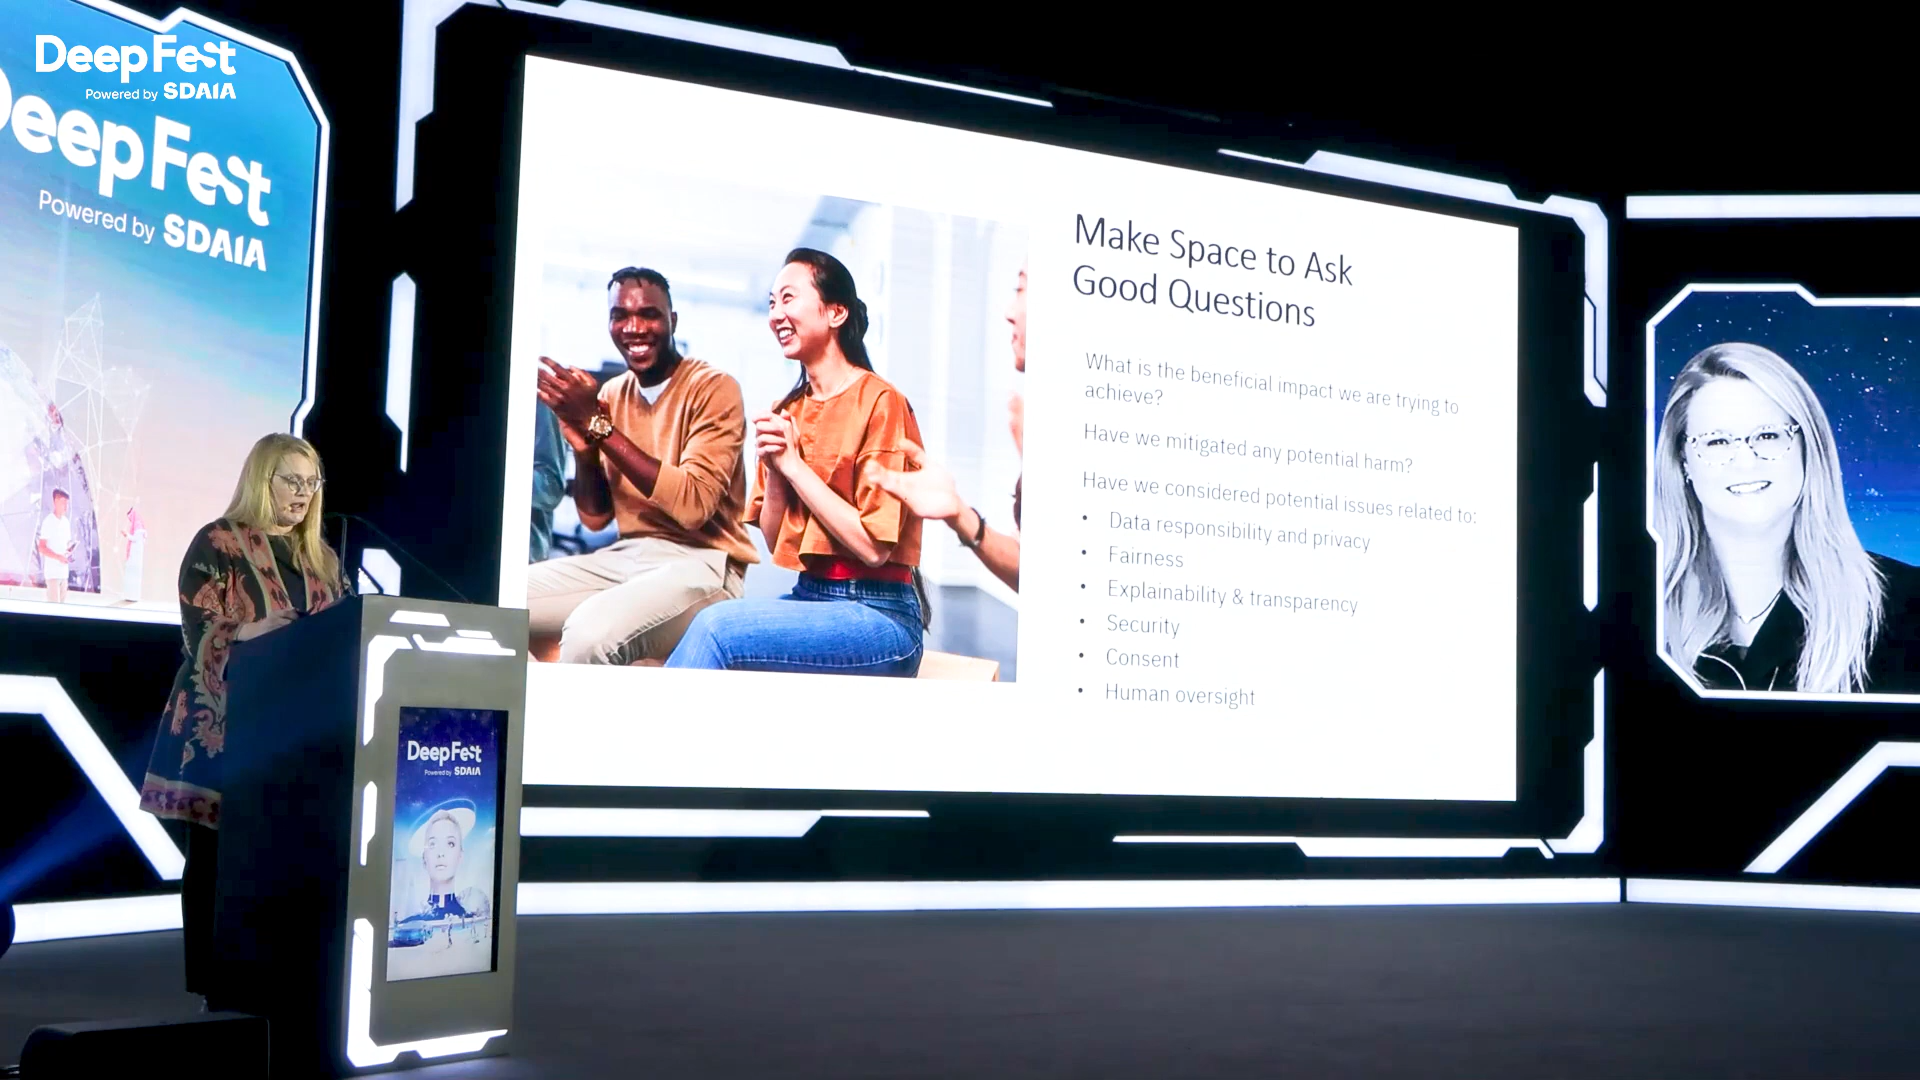 DeepFest
Powered by SDAIA
DeepFest
Powered by SDAIA
Make Space to Ask
Good Questions
What is the beneficial impact we are trying to
achieve?
Have we mitigated any potential harm?
Have we considered potential issues related to:
• Data responsibility and privacy
• Fairness
• Explainability & transparency
• Security
• Consent
• Human oversight
DeepFest
Powered by SDAIA